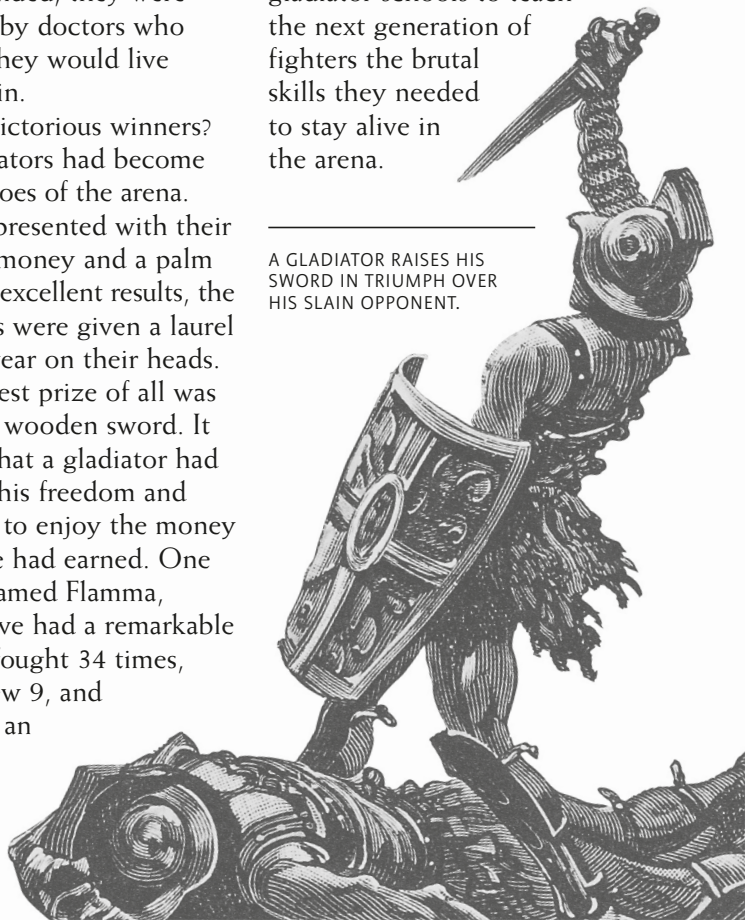 they were
by doctors who
hey would live
in.
ictorious winners?
ators had become
oes of the arena.
presented with their
money and a palm
excellent results, the
s were given a laurel
ear on their heads.
est prize of all was
wooden sword. It
hat a gladiator had
his freedom and
to enjoy the money
e had earned. One
amed Flamma,
ve had a remarkable
ought 34 times,
w 9, and
an
gladiator schools to teach
the next generation of
fighters the brutal
skills they needed
to stay alive in
the arena.
A GLADIATOR RAISES HIS
SWORD IN TRIUMPH OVER
HIS SLAIN OPPONENT.